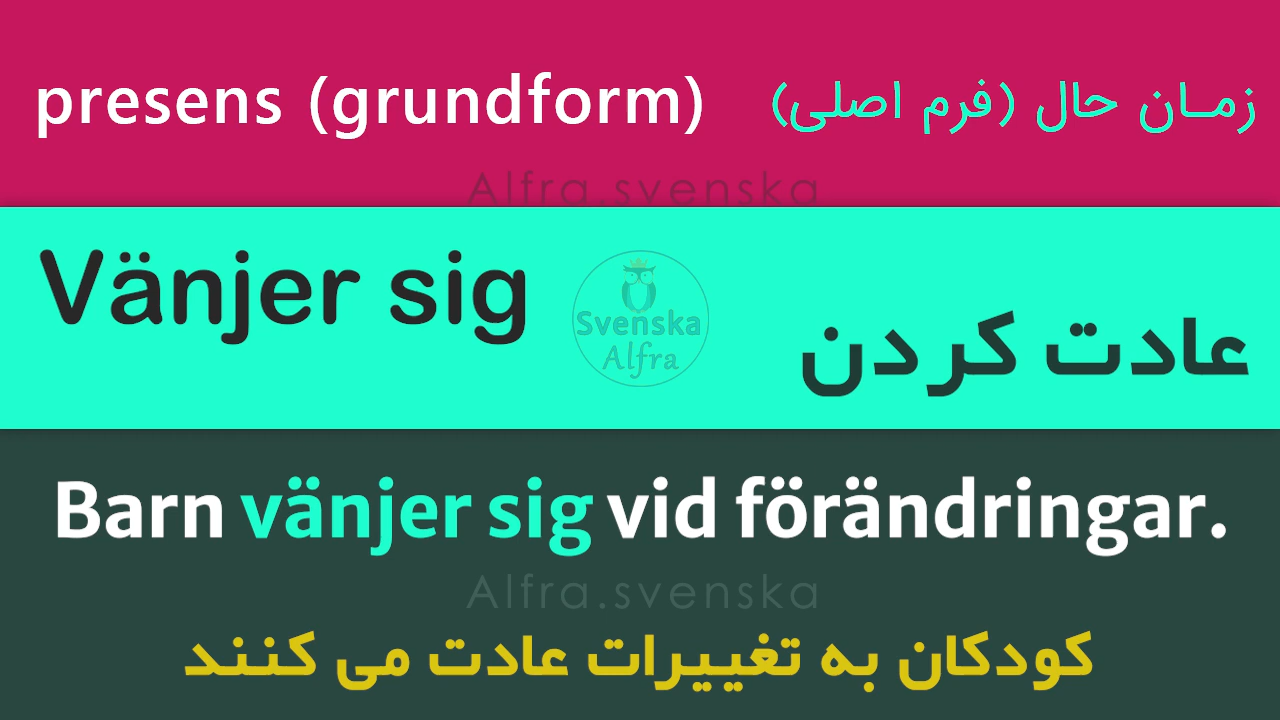 presens (grundform)
زمـان حال (فرم اصلی)
Alfra.svenska
Vänjer sig
Svenska
Alfra
عادت کردن
Barn vänjer sig vid förändringar.
Alfra.svenska
کودکان به تغییرات عادت می کنند